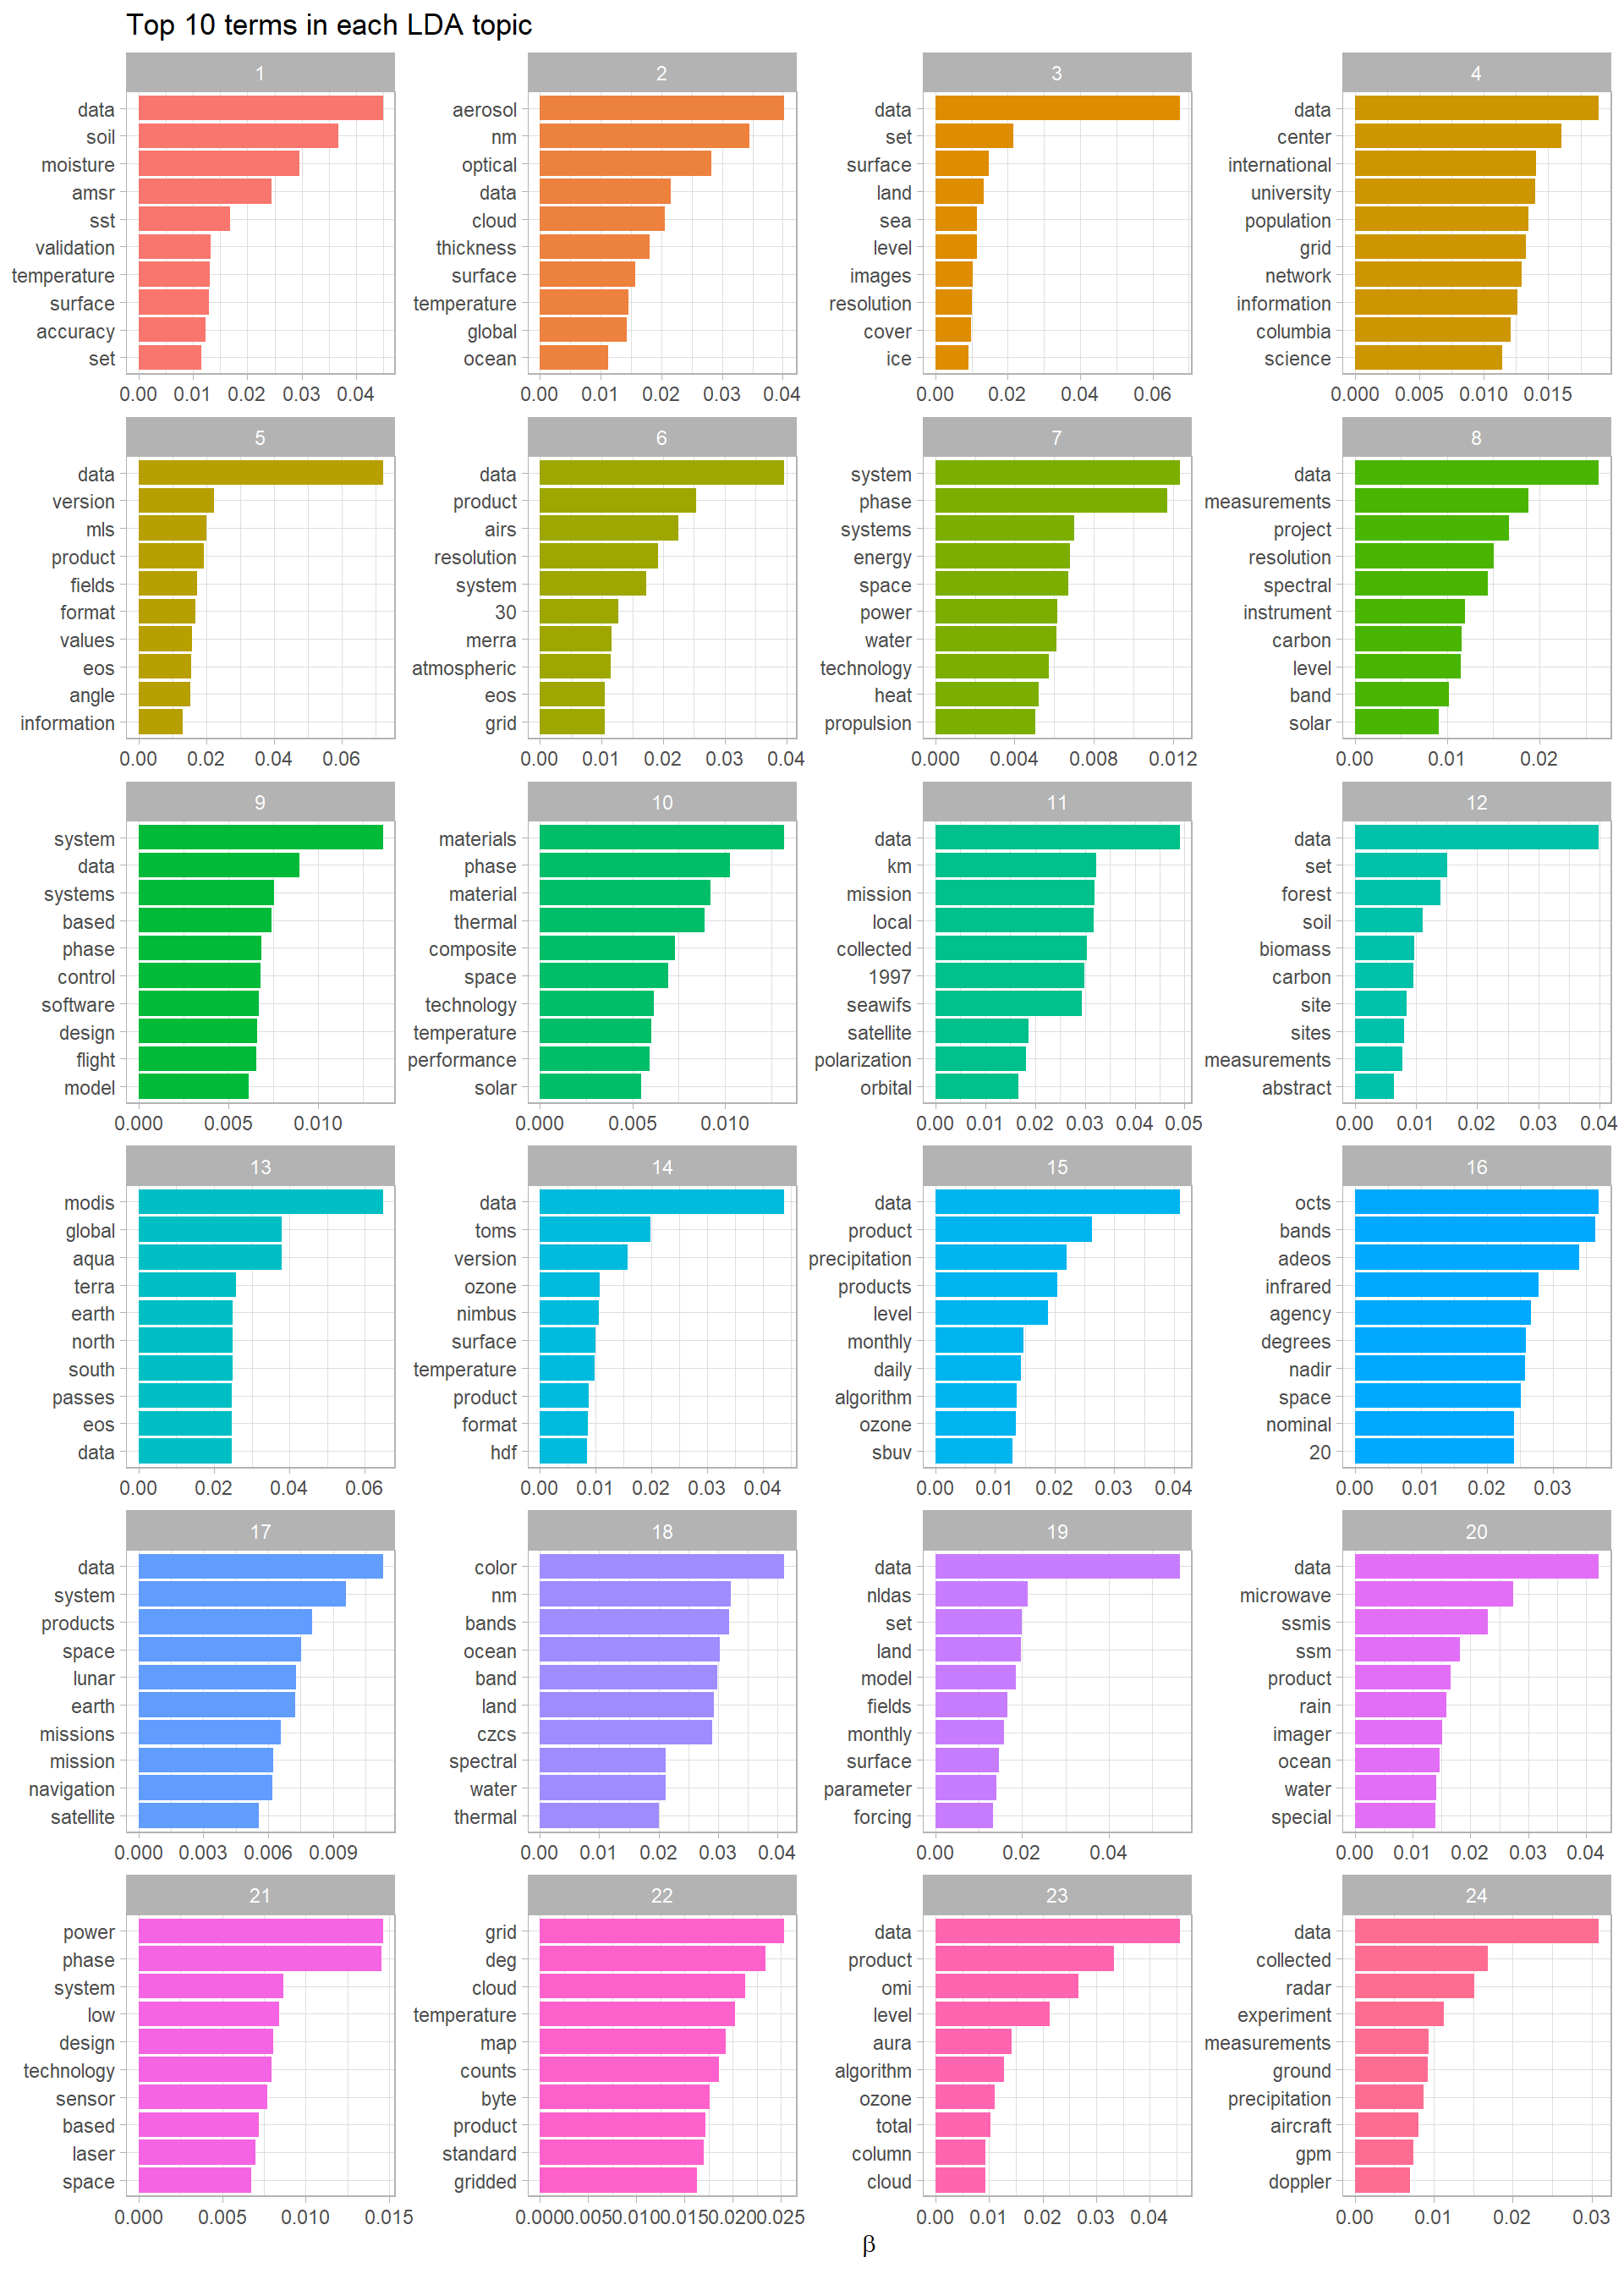 Top 10 terms in each LDA topic
1
data
soil
moisture
amsr
sst
validation
temperature
surface
accuracy
set
0.00 0.01 0.02 0.03 0.04
2
aerosol
nm
optical
data
cloud
thickness
surface
temperature
global
ocean
0.00 0.01 0.02 0.03 0.04
3
data
set
surface
land
sea
level
images
resolution
cover
ice
0.00 0.02 0.04 0.06
4
data
center
international
university
population
grid
network
information
columbia
science
0.000 0.005 0.010 0.015
5
data
version
mls
product
fields
format
values
eos
angle
information
0.00 0.02 0.04 0.06
6
data
product
airs
resolution
system
30
merra
atmospheric
eos
grid
0.00 0.01 0.02 0.03 0.04
7
system
phase
systems
energy
space
power
water
technology
heat
propulsion
0.000 0.004 0.008 0.012
8
data
measurements
project
resolution
spectral
instrument
carbon
level
band
solar
0.00 0.01 0.02
9
system
data
systems
based
phase
control
software
design
flight
model
0.000 0.005 0.010
10
materials
phase
material
thermal
composite
space
technology
temperature
performance
solar
0.000 0.005 0.010
11
data
km
mission
local
collected
1997
seawifs
satellite
polarization
orbital
0.00 0.01 0.02 0.03 0.04 0.05
12
data
set
forest
soil
biomass
carbon
site
sites
measurements
abstract
0.00 0.01 0.02 0.03 0.04
13
modis
global
aqua
terra
earth
north
south
passes
eos
data
0.00 0.02 0.04 0.06
14
data
toms
version
ozone
nimbus
surface
temperature
product
format
hdf
0.00 0.01 0.02 0.03 0.04
15
data
product
precipitation
products
level
monthly
daily
algorithm
ozone
sbuv
0.00 0.01 0.02 0.03 0.04
16
octs
bands
adeos
infrared
agency
degrees
nadir
space
nominal
20
0.00 0.01 0.02 0.03
17
data
system
products
space
lunar
earth
missions
mission
navigation
satellite
0.000 0.003 0.006 0.009
18
color
nm
bands
ocean
band
land
czcs
spectral
water
thermal
0.00 0.01 0.02 0.03 0.04
19
data
nldas
set
land
model
fields
monthly
surface
parameter
forcing
0.00 0.02 0.04
20
data
microwave
ssmis
ssm
product
rain
imager
ocean
water
special
0.00 0.01 0.02 0.03 0.04
21
power
phase
system
low
design
technology
sensor
based
laser
space
0.000 0.005 0.010 0.015
22
grid
deg
cloud
temperature
map
counts
byte
product
standard
gridded
0.000 0.005 0.010 0.015 0.020 0.025
23
data
product
omi
level
aura
algorithm
ozone
total
column
cloud
0.00 0.01 0.02 0.03 0.04
24
data
collected
radar
experiment
measurements
ground
precipitation
aircraft
gpm
doppler
0.00 0.01 0.02 0.03
β